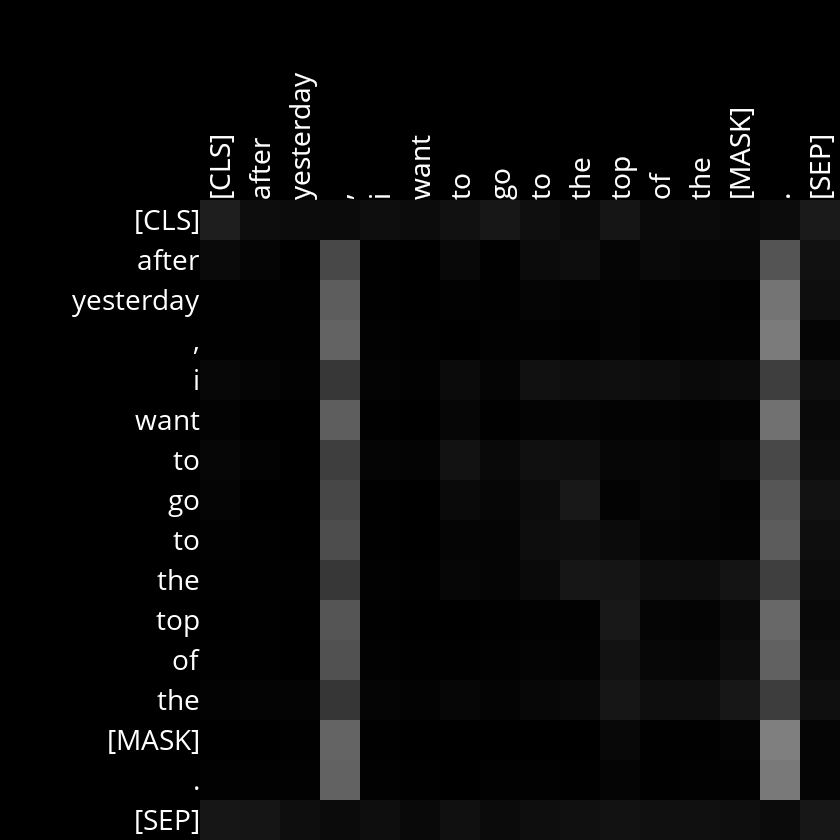 [CLS] after yesterday , i want to go to the top of the [MASK] . [SEP]
[CLS]
after
yesterday
,
i
want
to
go
to
the
top
of
the
[MASK]
.
[SEP]